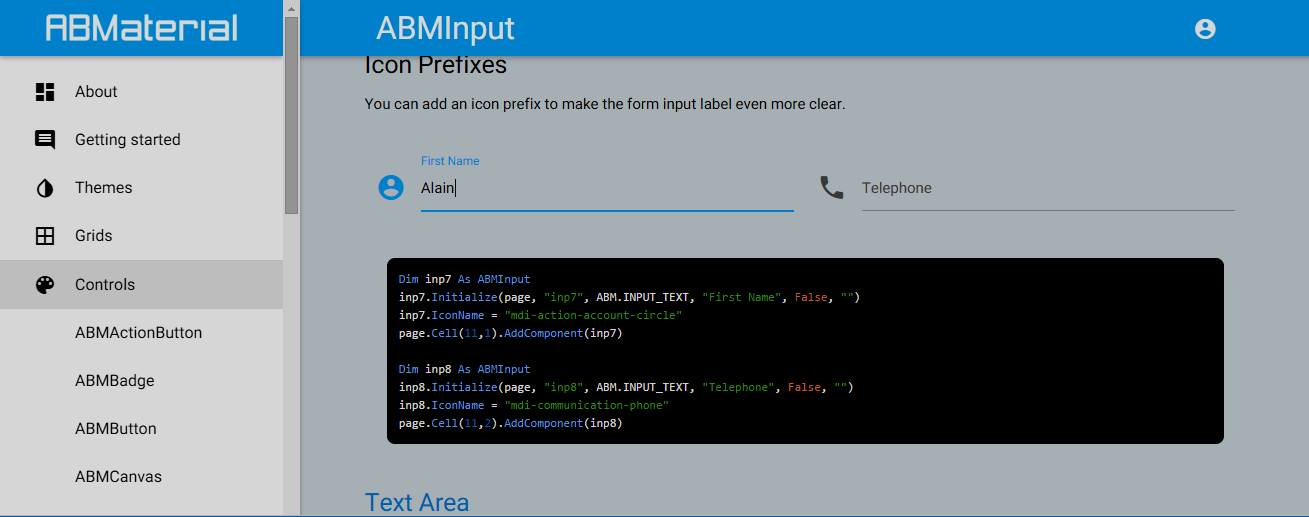 ABMaterial
ABMInput
About
Getting started
Themes
Grids
Controls
ABMActionButton
ABMBadge
ABMButton
ABMCanvas
Icon Prefixes
You can add an icon prefix to make the form input label even more clear.
First Name
Alain
Telephone
Dim inp7 As ABMInput
inp7.Initialize(page, "inp7", ABM.INPUT_TEXT, "First Name", False, "")
inp7.IconName = "mdi-action-account-circle"
page.Cell(11,1).AddComponent(inp7)
Dim inp8 As ABMInput
inp8.Initialize(page, "inp8", ABM.INPUT_TEXT, "Telephone", False, "")
inp8.IconName = "mdi-communication-phone"
page.Cell(11,2).AddComponent(inp8)
Text Area